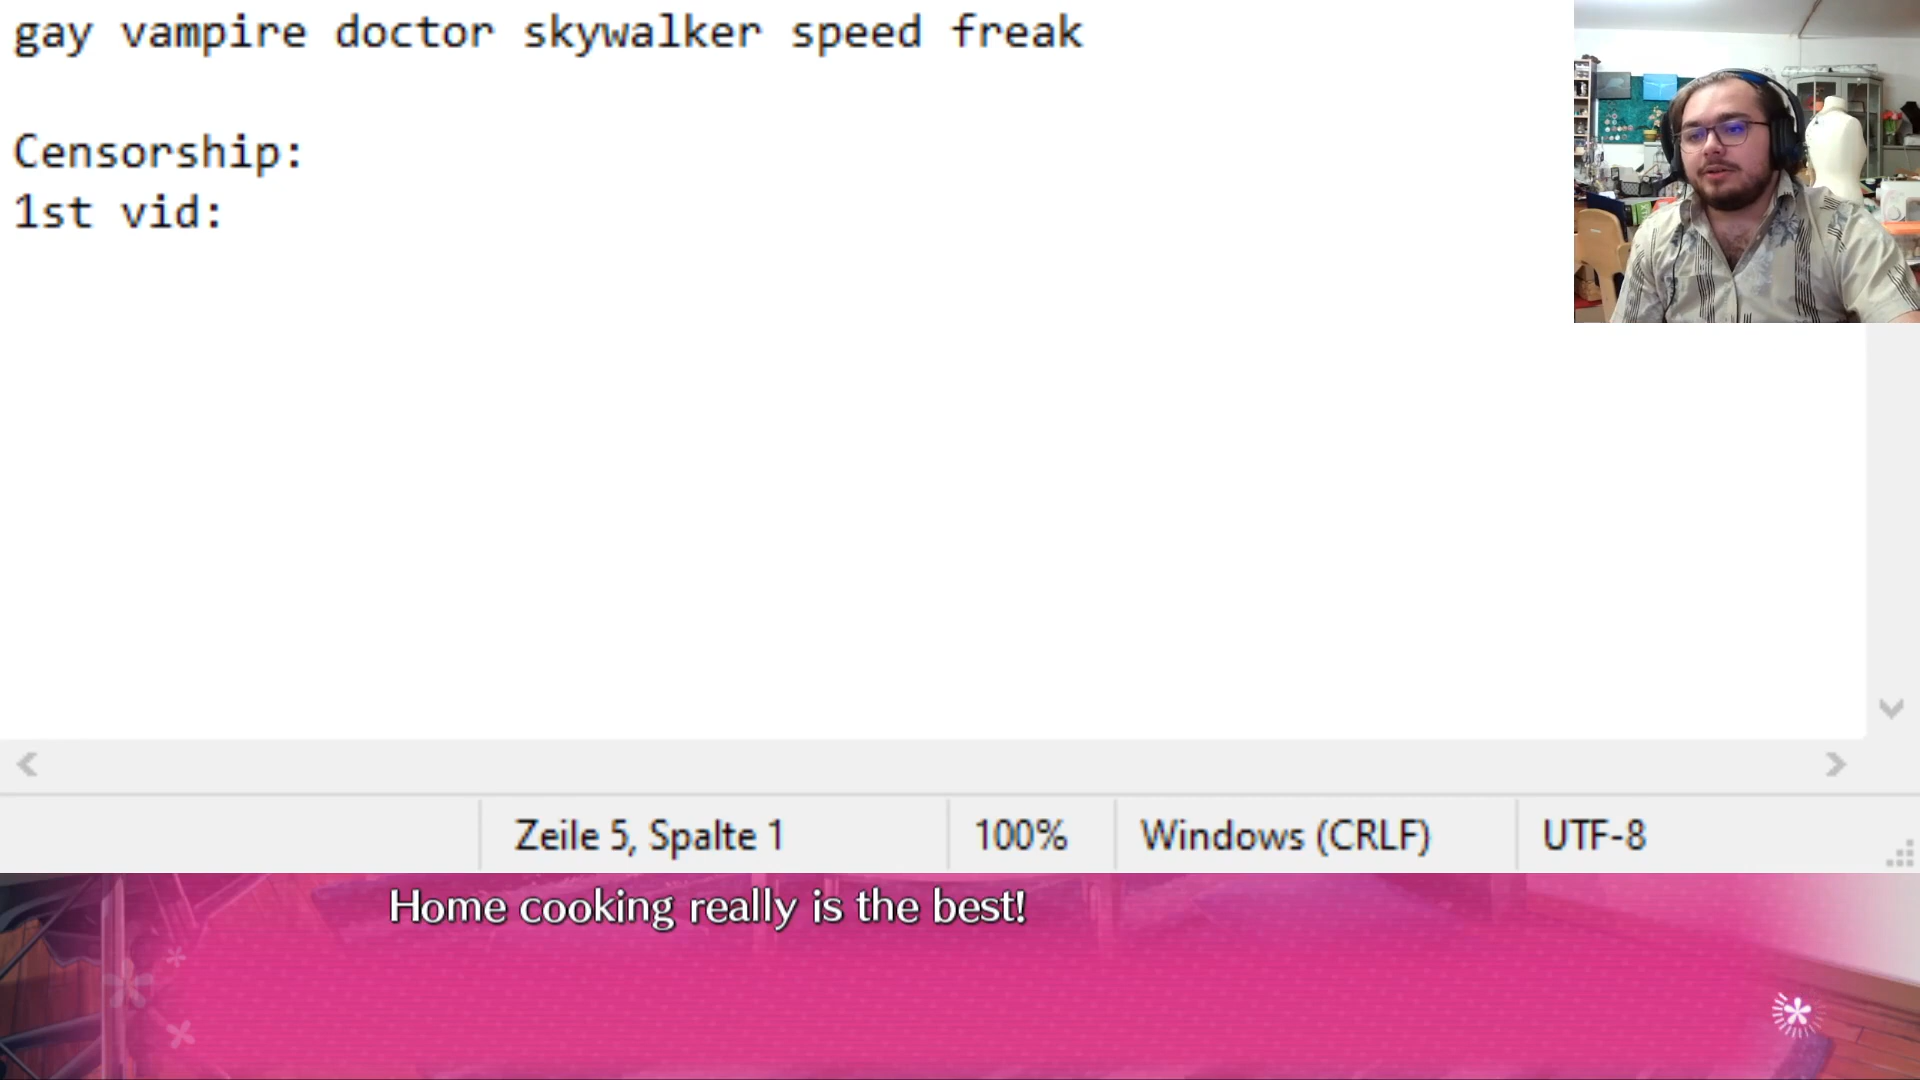 gay vampire doctor skywalker speed freak
Censorship:
1st vid:
Zeile 5, Spalte 1
100%
Windows (CRLF)
UTF-8
Home cooking really is the best!